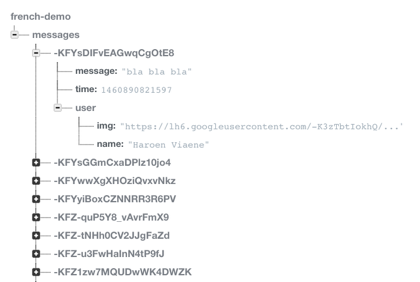 french-demo
messages
-KFYsDIFvEAGwqCgOtE8
message: "bla bla bla"
time: 1460890821597
user
img: "https://lh6.googleusercontent.com/-K3zTbtIokhQ/..."
name: "Haroen Viaene"
-KFYsGGmCxaDPIz10jo4
-KFYwwXgXHOziQvxvNkz
-KFYyiBoxCZNNRR3R6PV
-KFZ-quP5Y8_vAvrFmX9
-KFZ-tNHh0CV2JJgFaZd
-KFZ-u3FwHaInN4tP9fJ
-KFZ1zw7MQUDwWK4DWZK